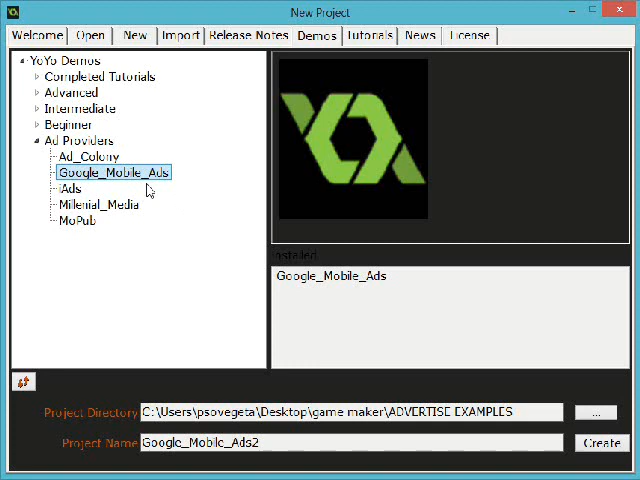 New Project
Welcome Open New Import Release Notes Demos Tutorials News License
YoYo Demos
Completed Tutorials
Advanced
Intermediate
Beginner
Ad Providers
Ad_Colony
Google_Mobile_Ads
iAds
Millenial_Media
MoPub
Installed
Google_Mobile_Ads
Project Directory C:\Users\psovegeta\Desktop\game maker\ADVERTISE EXAMPLES ...
Project Name Google_Mobile_Ads2 Create